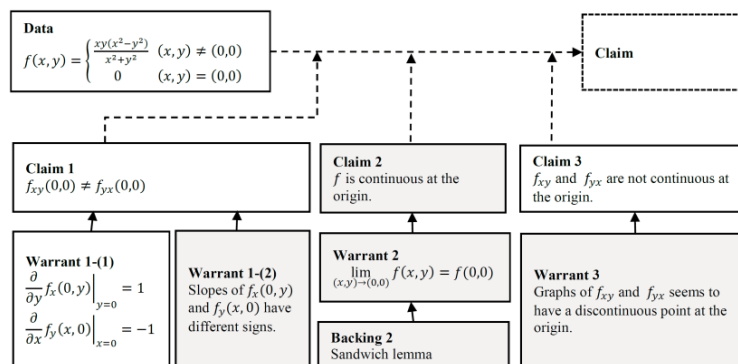 Data
f(x,y) = { xy(x²−y²)/(x²+y²) (x,y) ≠ (0,0)
0 (x,y) = (0,0)
Claim
Claim 1
f_xy(0,0) ≠ f_yx(0,0)
Claim 2
f is continuous at the
origin.
Claim 3
f_xy and f_yx are not continuous at
the origin.
Warrant 1-(1)
∂/∂y f_x(0,y)|_y=0 = 1
∂/∂x f_y(x,0)|_x=0 = −1
Warrant 1-(2)
Slopes of f_x(0,y)
and f_y(x,0) have
different signs.
Warrant 2
lim_(x,y)→(0,0) f(x,y) = f(0,0)
Backing 2
Sandwich lemma
Warrant 3
Graphs of f_xy and f_yx seems to
have a discontinuous point at the
origin.